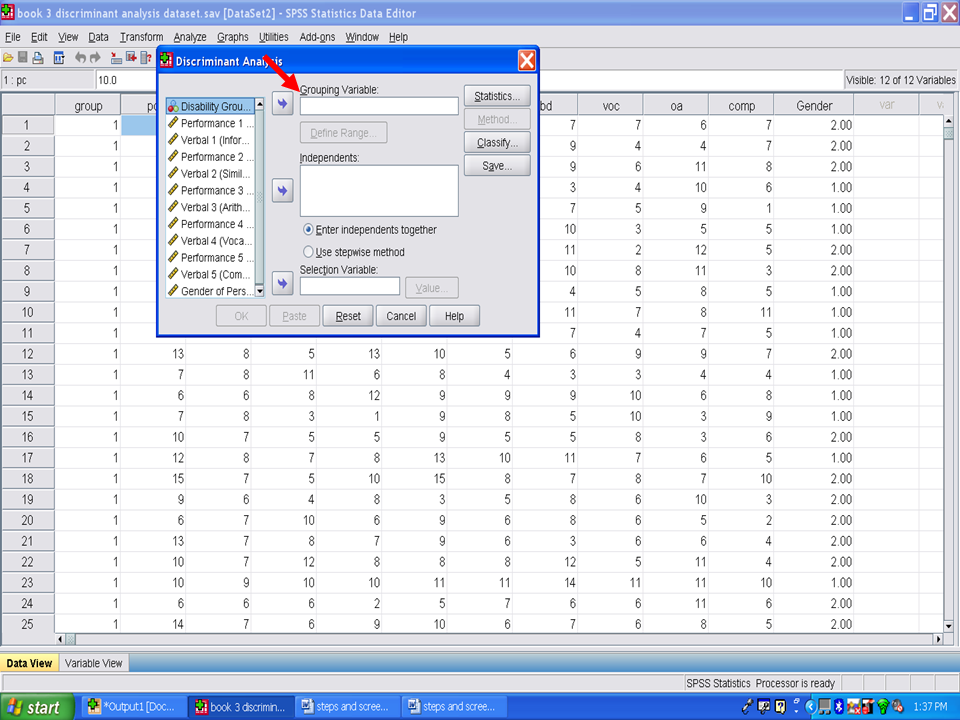 book 3 discriminant analysis dataset.sav [DataSet2] - SPSS Statistics Data Editor
File Edit View Data Transform Analyze Graphs Utilities Add-ons Window Help
1 : pc 10.0 Visible: 12 of 12 Variables
Discriminant Analysis
Disability Grou...
Performance 1 ...
Verbal 1 (Infor...
Performance 2 ...
Verbal 2 (Simil...
Performance 3 ...
Verbal 3 (Arith...
Performance 4 ...
Verbal 4 (Voca...
Performance 5 ...
Verbal 5 (Com...
Gender of Pers...
Grouping Variable:
Define Range...
Independents:
Enter independents together
Use stepwise method
Selection Variable:
Value...
Statistics...
Method...
Classify...
Save...
OK Paste Reset Cancel Help
group bd voc oa comp Gender var
1 1 7 7 6 7 2.00
2 1 9 4 4 7 2.00
3 1 9 6 11 8 2.00
4 1 3 4 10 6 1.00
5 1 7 5 9 1 1.00
6 1 10 3 5 5 1.00
7 1 11 2 12 5 2.00
8 1 10 8 11 3 2.00
9 1 4 5 8 5 1.00
10 1 11 7 8 11 1.00
11 1 7 4 7 5 1.00
12 1 13 8 5 13 10 5 6 9 9 7 2.00
13 1 7 8 11 6 8 4 3 3 4 4 1.00
14 1 6 6 8 12 9 9 9 10 6 8 1.00
15 1 7 8 3 1 9 8 5 10 3 9 1.00
16 1 10 7 5 5 9 5 5 8 3 6 2.00
17 1 12 8 7 8 13 10 11 7 6 5 1.00
18 1 15 7 5 10 15 8 7 8 7 10 2.00
19 1 9 6 4 8 3 5 8 6 10 3 2.00
20 1 6 7 10 6 9 6 8 6 5 2 2.00
21 1 13 7 8 7 9 6 3 6 6 4 2.00
22 1 10 7 12 8 8 8 12 5 11 4 2.00
23 1 10 9 10 10 11 11 14 11 11 10 1.00
24 1 6 6 6 2 5 7 6 6 11 6 2.00
25 1 14 7 6 9 10 6 7 6 8 5 2.00
Data View Variable View
SPSS Statistics Processor is ready
start *Output1 [Doc... book 3 discrimin... steps and scree... steps and scree... 1:37 PM